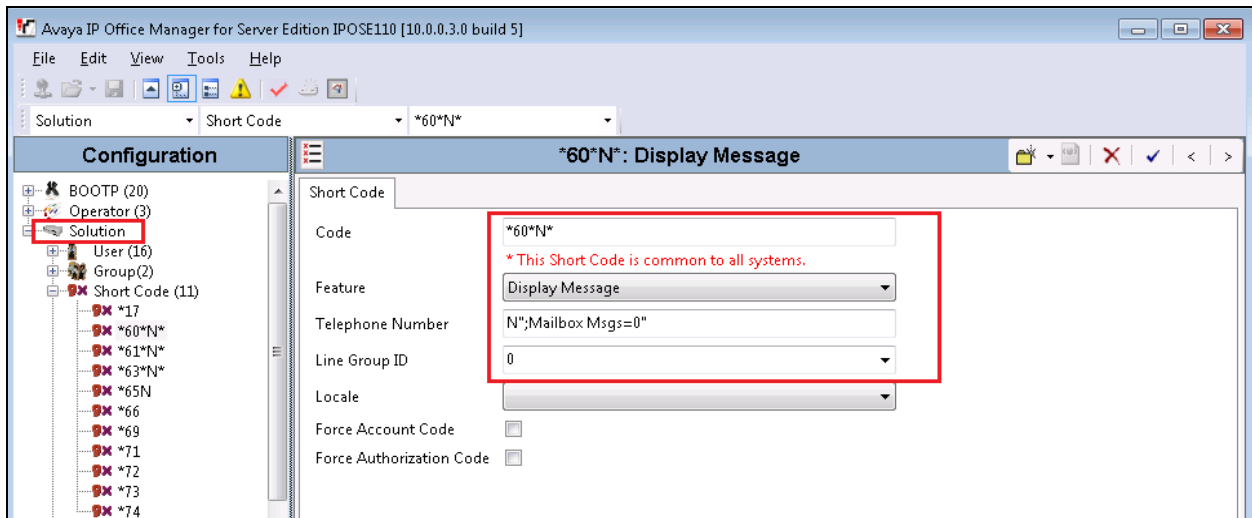 Avaya IP Office Manager for Server Edition IPOSE110 [10.0.0.3.0 build 5]
File Edit View Tools Help
Solution Short Code *60*N*
Configuration
*60*N*: Display Message
BOOTP (20)
Operator (3)
Solution
User (16)
Group(2)
Short Code (11)
*17
*60*N*
*61*N*
*63*N*
*65N
*66
*69
*71
*72
*73
*74
Short Code
Code *60*N*
* This Short Code is common to all systems.
Feature Display Message
Telephone Number N";Mailbox Msgs=0"
Line Group ID 0
Locale
Force Account Code
Force Authorization Code